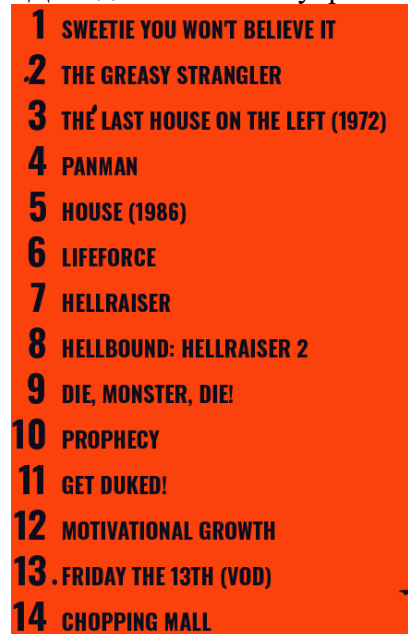 1 SWEETIE YOU WON'T BELIEVE IT
2 THE GREASY STRANGLER
3 THE LAST HOUSE ON THE LEFT (1972)
4 PANMAN
5 HOUSE (1986)
6 LIFEFORCE
7 HELLRAISER
8 HELLBOUND: HELLRAISER 2
9 DIE, MONSTER, DIE!
10 PROPHECY
11 GET DUKED!
12 MOTIVATIONAL GROWTH
13. FRIDAY THE 13TH (VOD)
14 CHOPPING MALL